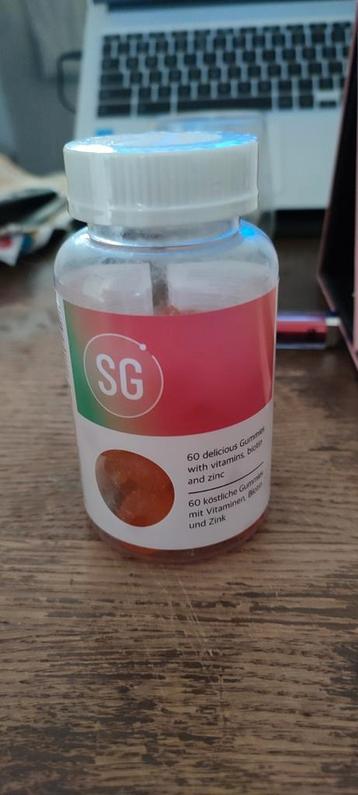 SG
60 delicious Gummies
with vitamins, biotin
and zinc
60 köstliche Gummies
mit Vitaminen, Biotin
und Zink